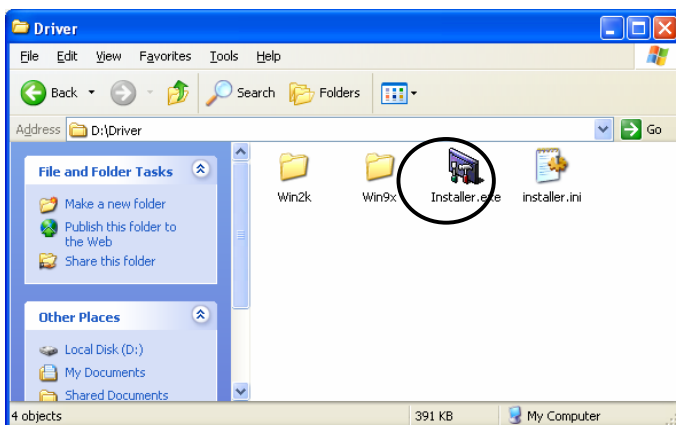 Driver
File Edit View Favorites Tools Help
Back Search Folders
Address D:\Driver Go
File and Folder Tasks
Make a new folder
Publish this folder to
the Web
Share this folder
Other Places
Local Disk (D:)
My Documents
Shared Documents
Win2k Win9x Installer.exe installer.ini
4 objects 391 KB My Computer